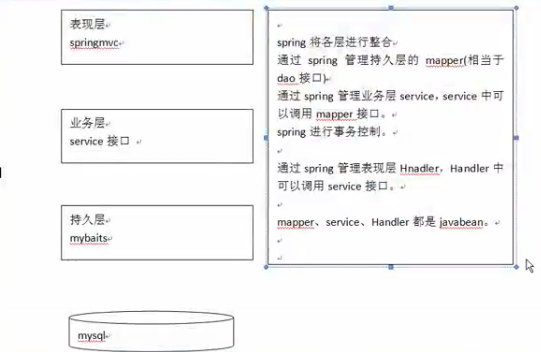 表现层
springmvc
业务层
service 接口
持久层
mybaits
mysql
spring 将各层进行整合
通过 spring 管理持久层的 mapper(相当于
dao 接口)
通过 spring 管理业务层 service，service 中可
以调用 mapper 接口。
spring 进行事务控制。
通过 spring 管理表现层 Hnadler，Handler 中
可以调用 service 接口。
mapper、service、Handler 都是 javabean。